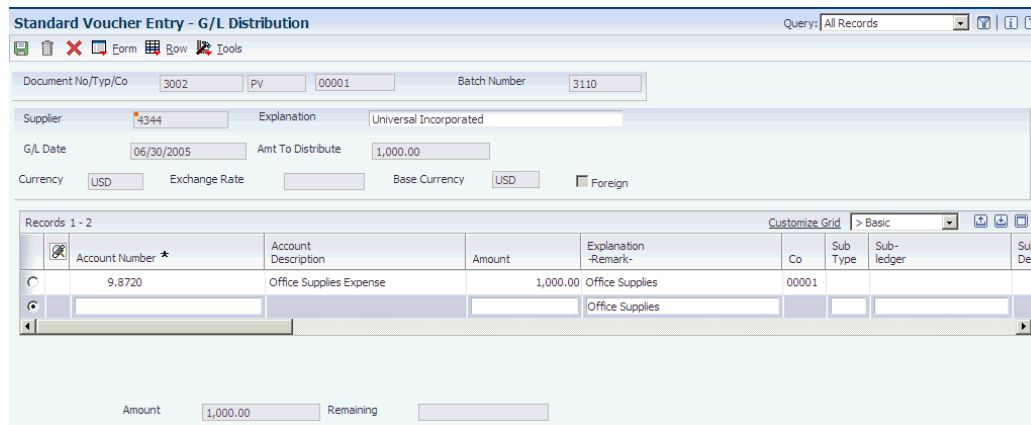 Standard Voucher Entry - G/L Distribution
Query: All Records
Form Row Tools
Document No/Typ/Co 3002 PV 00001 Batch Number 3110
Supplier 4344 Explanation Universal Incorporated
G/L Date 06/30/2005 Amt To Distribute 1,000.00
Currency USD Exchange Rate Base Currency USD Foreign
Records 1 - 2 Customize Grid > Basic
Account Number * Account Description Amount Explanation -Remark- Co Sub Type Sub-ledger Su De
9.8720 Office Supplies Expense 1,000.00 Office Supplies 00001
Office Supplies
Amount 1,000.00 Remaining